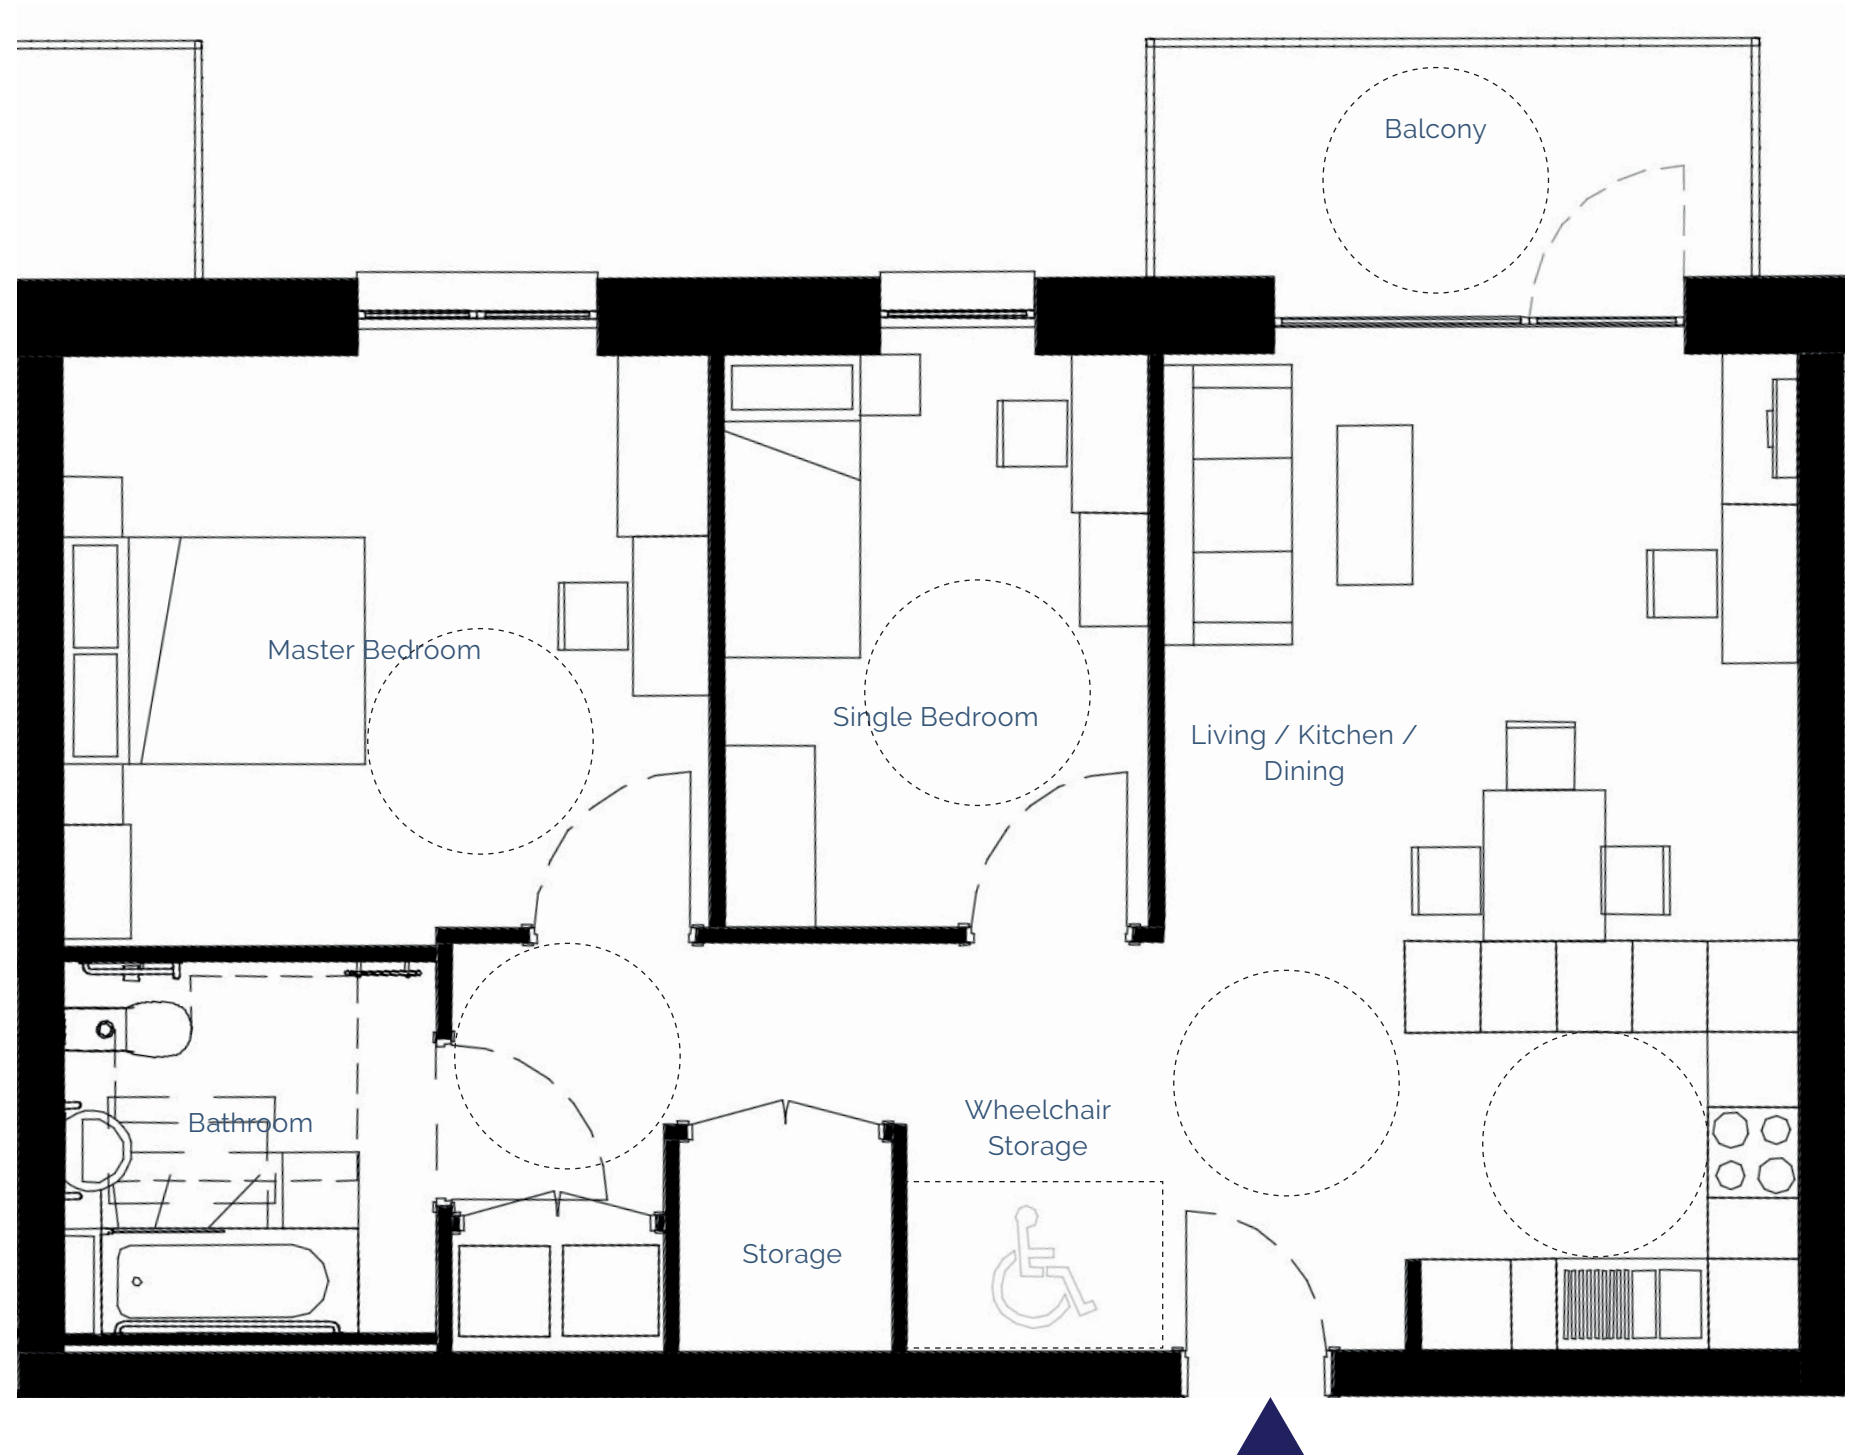 Balcony
Master Bedroom
Single Bedroom
Living / Kitchen /
Dining
Bathroom
Wheelchair
Storage
Storage